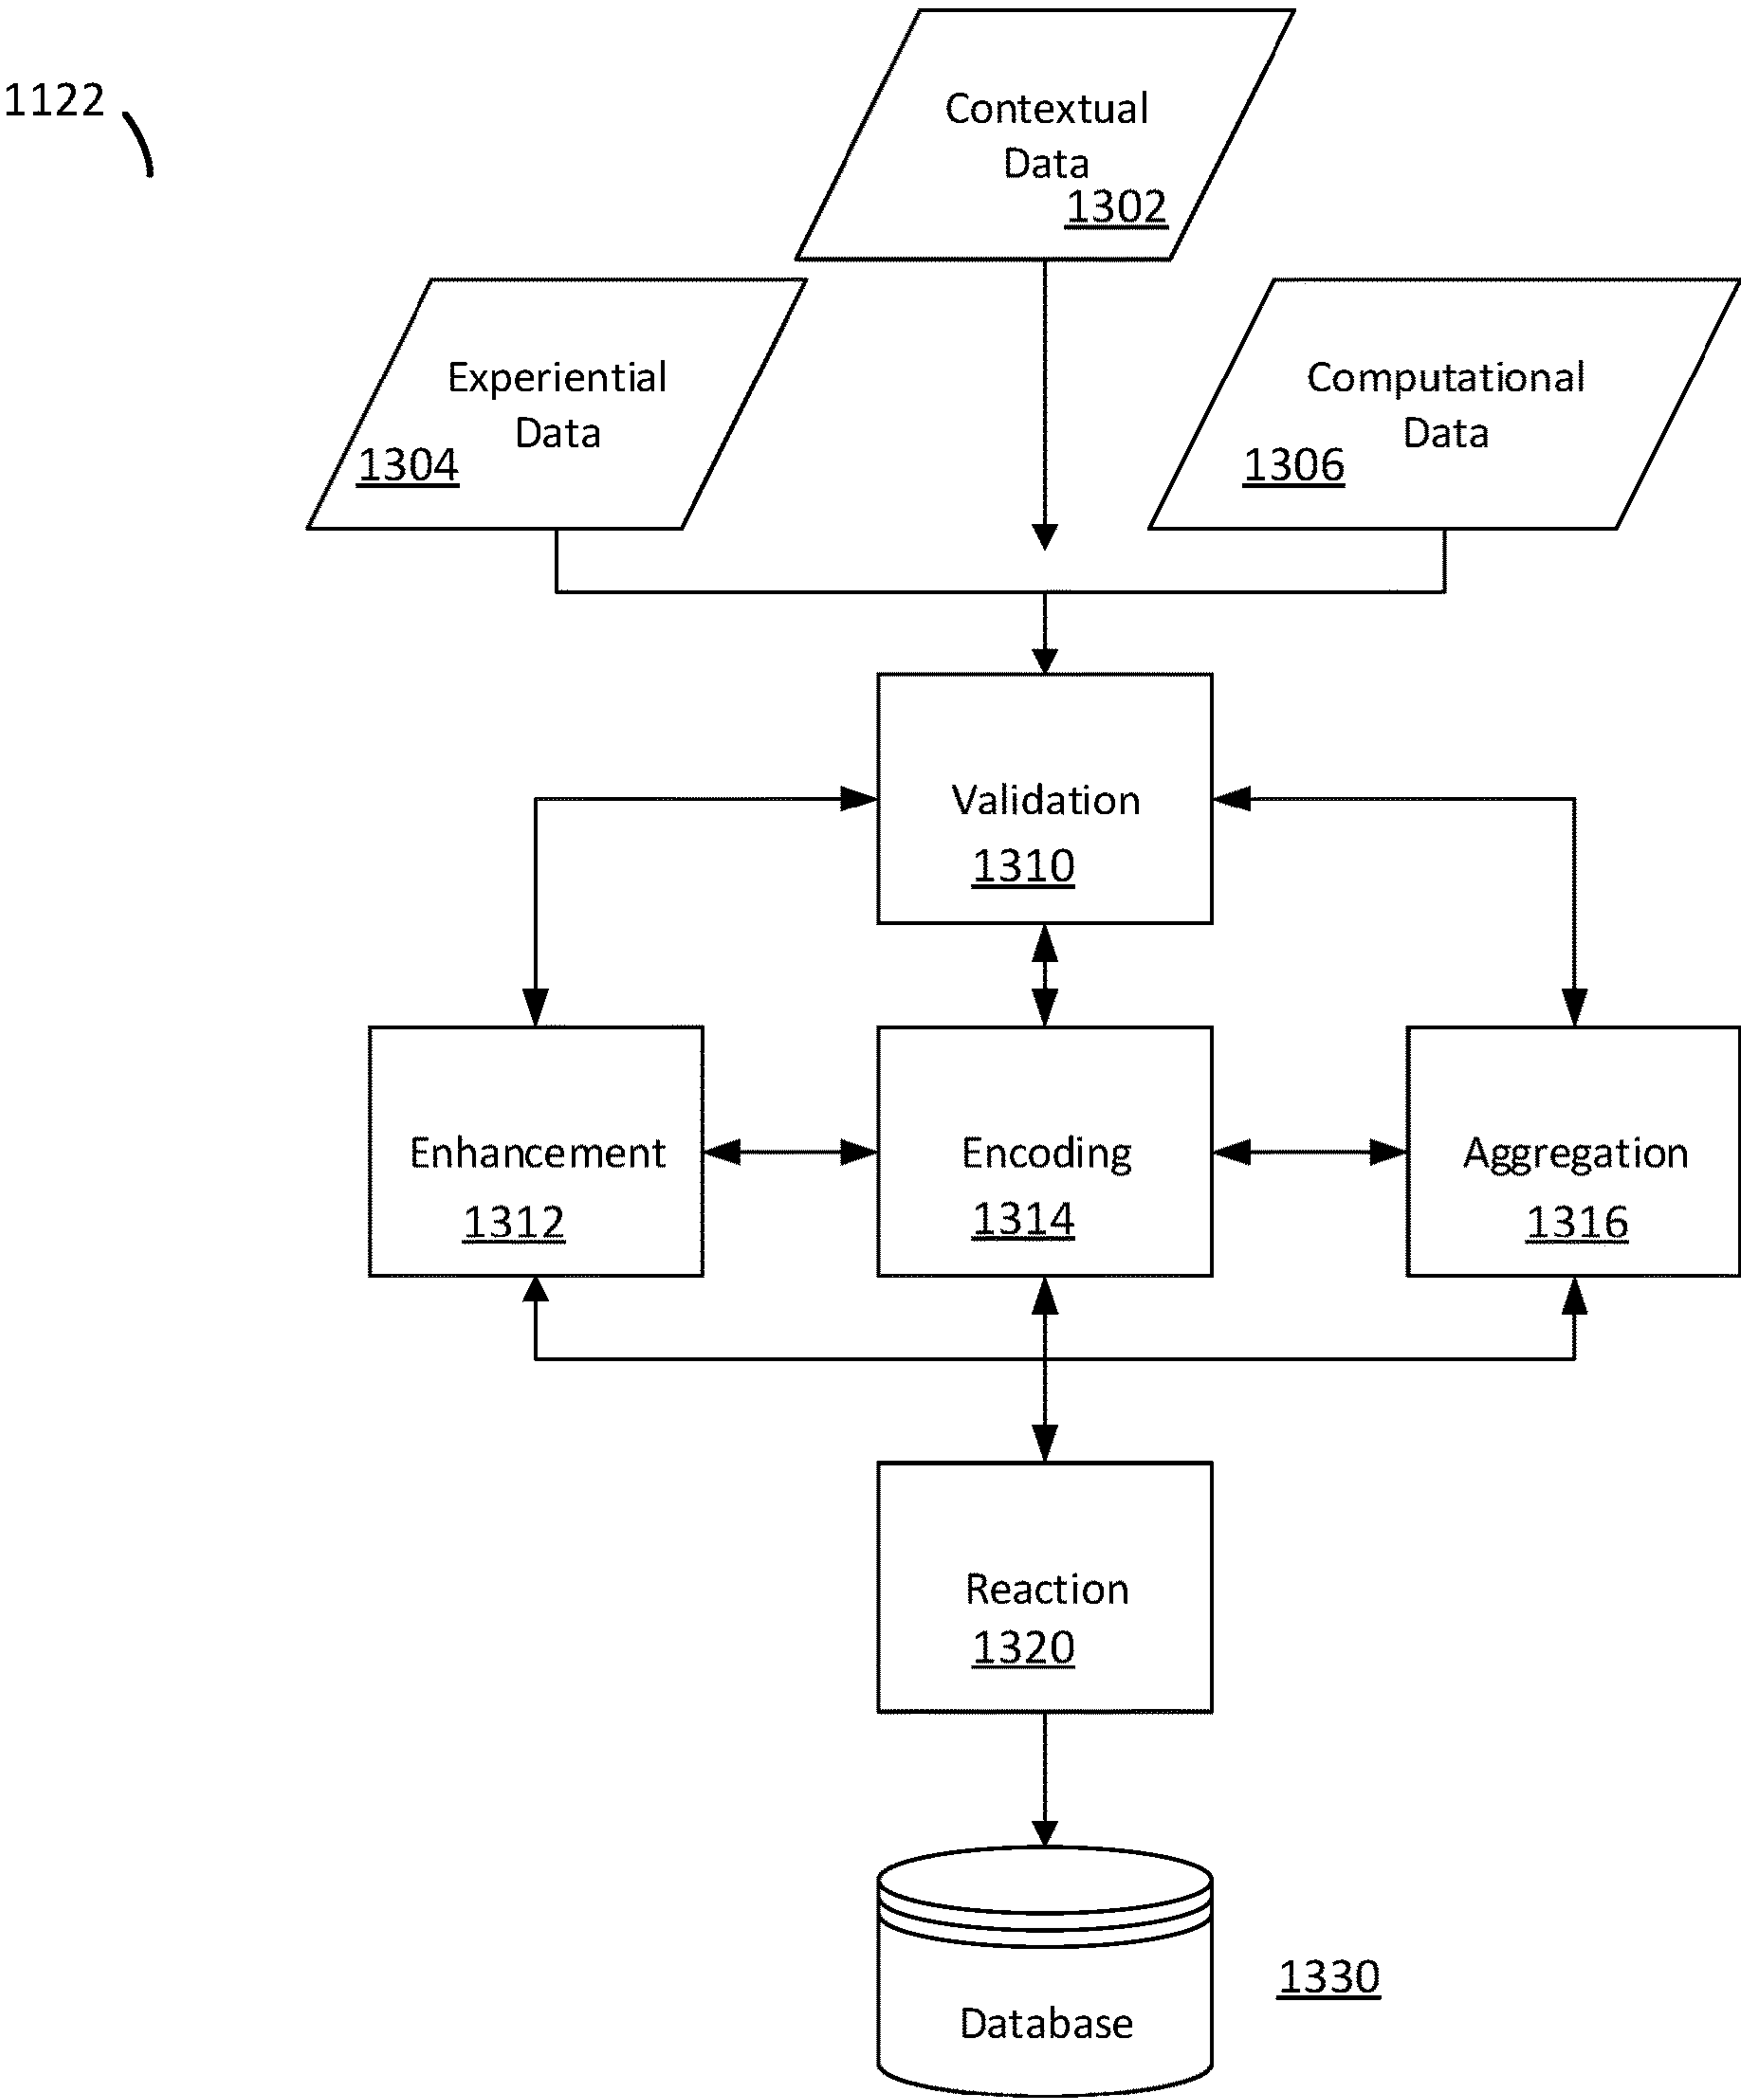 1122
Contextual
Data
1302
Experiential
Data
1304
Computational
Data
1306
Validation
1310
Enhancement
1312
Encoding
1314
Aggregation
1316
Reaction
1320
Database
1330